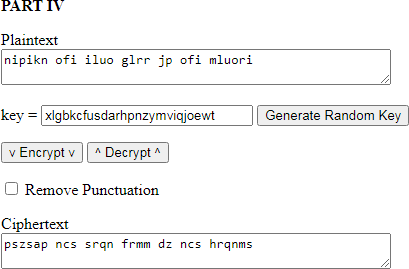 PART IV
Plaintext
nipikn ofi iluo glrr jp ofi mluori
key = xlgbkcfusdarhpnzymviqjoewt Generate Random Key
v Encrypt v ^ Decrypt ^
Remove Punctuation
Ciphertext
pszsap ncs srqn frmm dz ncs hrqnms